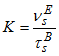 K = ν_s^E / τ_s^B